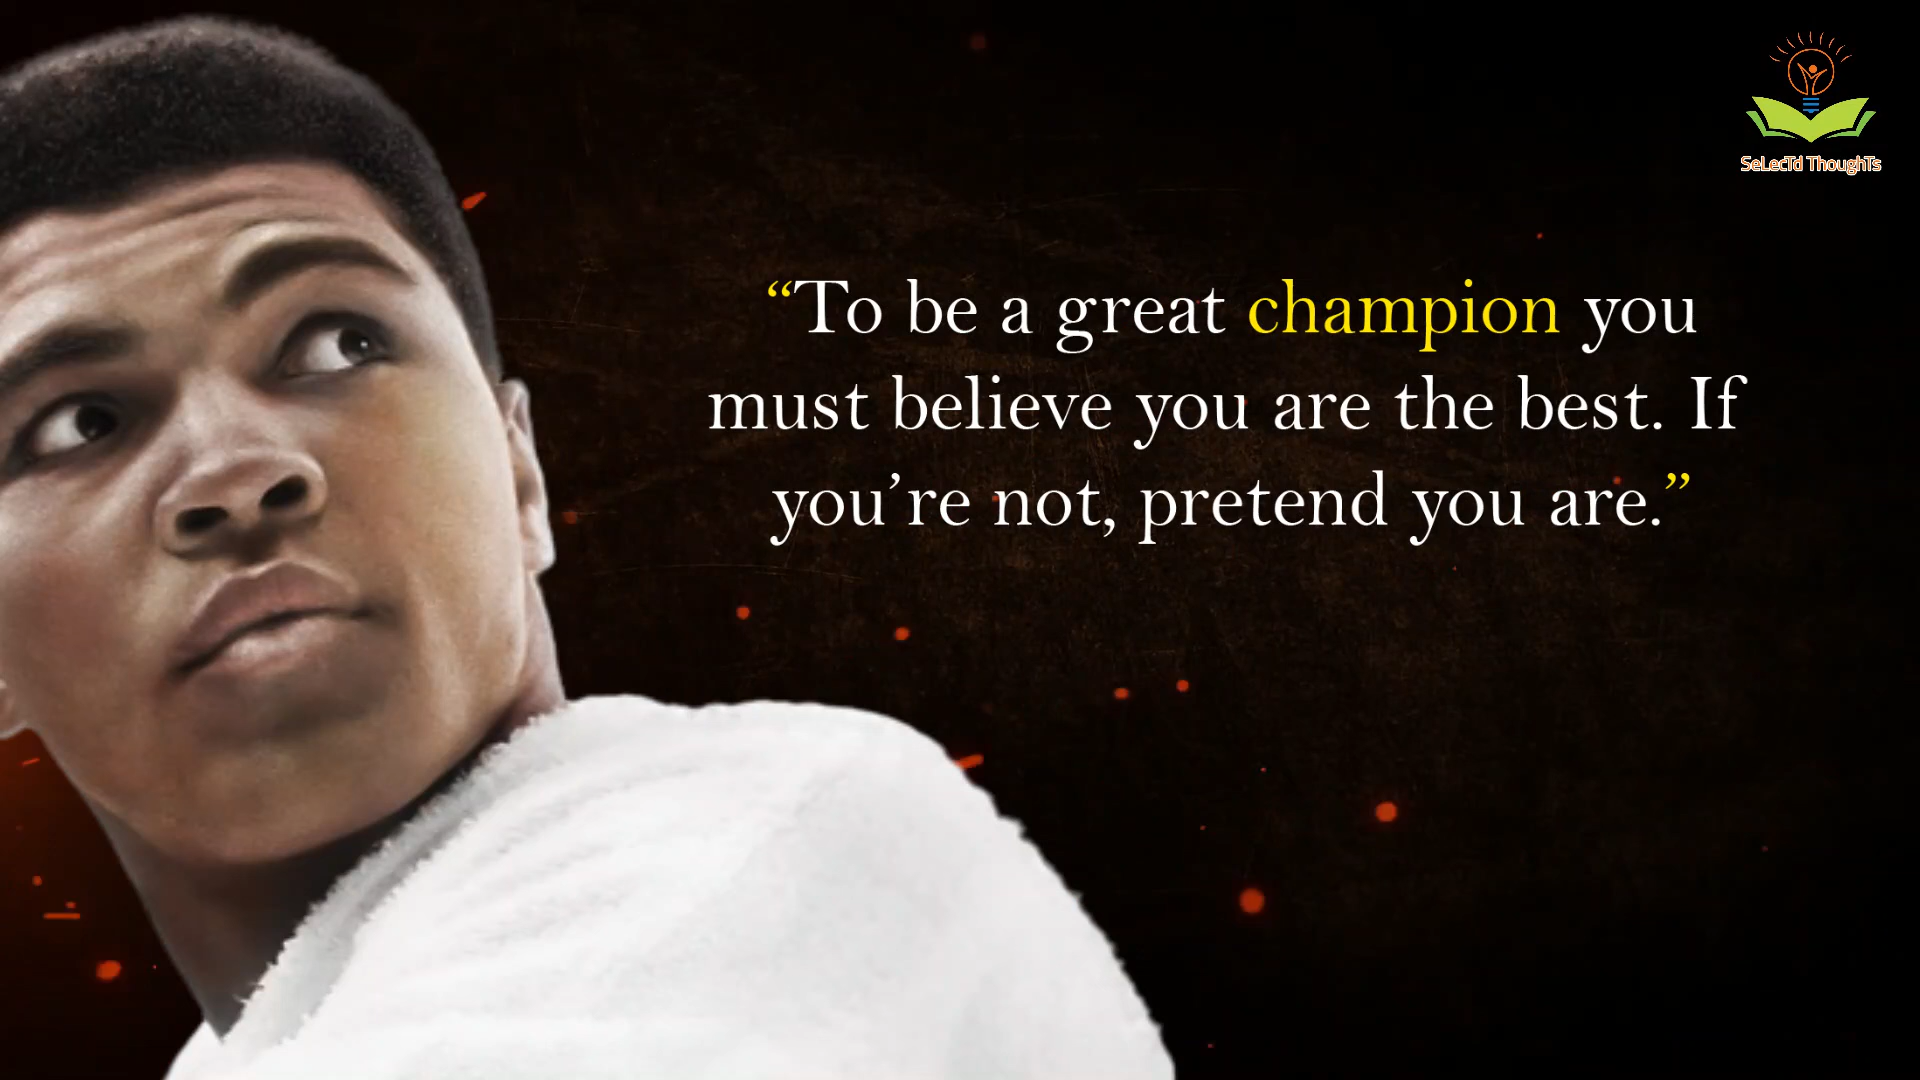 SeLecTd ThoughTs
“To be a great champion you
must believe you are the best. If
you’re not, pretend you are.”